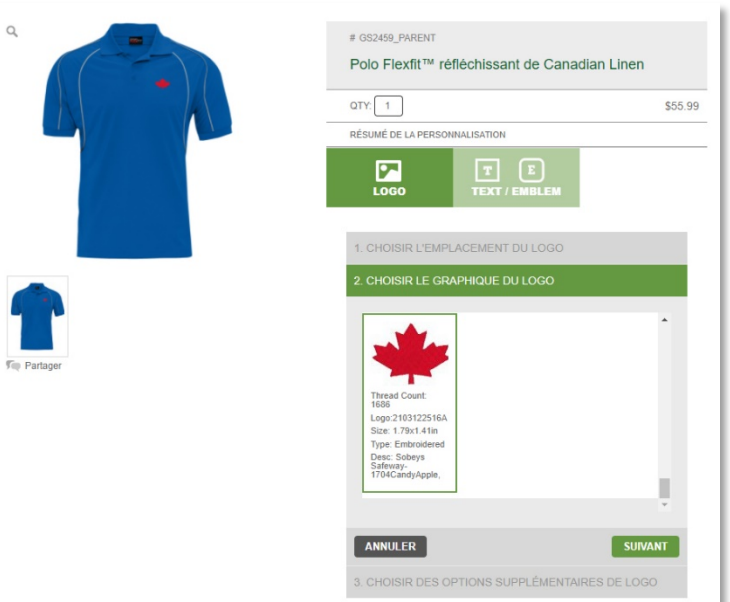 # GS2459_PARENT
Polo Flexfit™ réfléchissant de Canadian Linen
QTY: 1 $55.99
RÉSUMÉ DE LA PERSONNALISATION
LOGO
T E
TEXT / EMBLEM
1. CHOISIR L'EMPLACEMENT DU LOGO
2. CHOISIR LE GRAPHIQUE DU LOGO
Thread Count:
1686
Logo:2103122516A
Size: 1.79x1.41in
Type: Embroidered
Desc: Sobeys
Safeway-
1704CandyApple,
Partager
ANNULER SUIVANT
3. CHOISIR DES OPTIONS SUPPLÉMENTAIRES DE LOGO